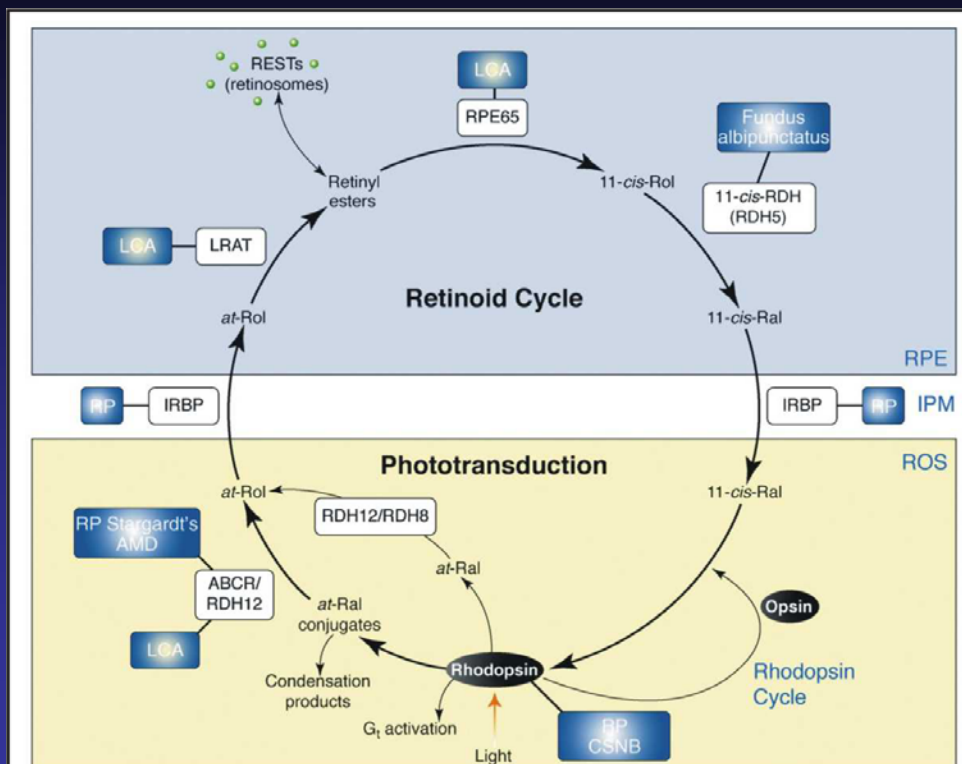 RESTs
(retinosomes)
LCA
RPE65
Fundus
albipunctatus
Retinyl
esters
11-cis-Rol
11-cis-RDH
(RDH5)
LCA
LRAT
Retinoid Cycle
at-Rol
11-cis-Ral
RPE
RP
IRBP
IRBP
RP
IPM
Phototransduction
ROS
at-Rol
11-cis-Ral
RDH12/RDH8
RP Stargardt's
AMD
at-Ral
ABCR/
RDH12
at-Ral
conjugates
Opsin
LCA
Rhodopsin
Rhodopsin
Cycle
Condensation
products
Gt activation
RP
CSNB
Light